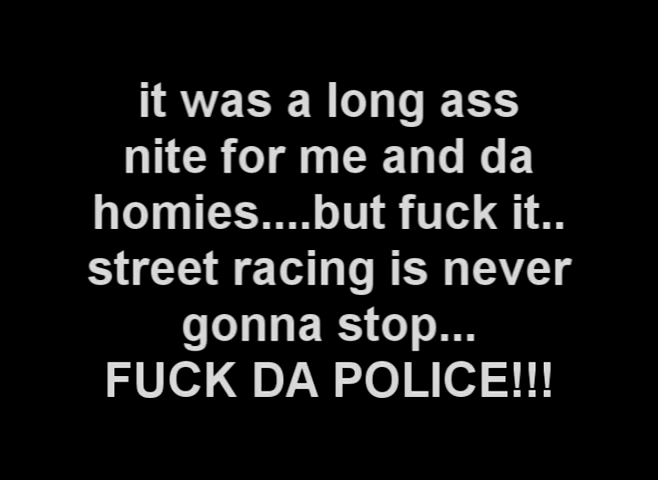 it was a long ass
nite for me and da
homies....but fuck it..
street racing is never
gonna stop...
FUCK DA POLICE!!!